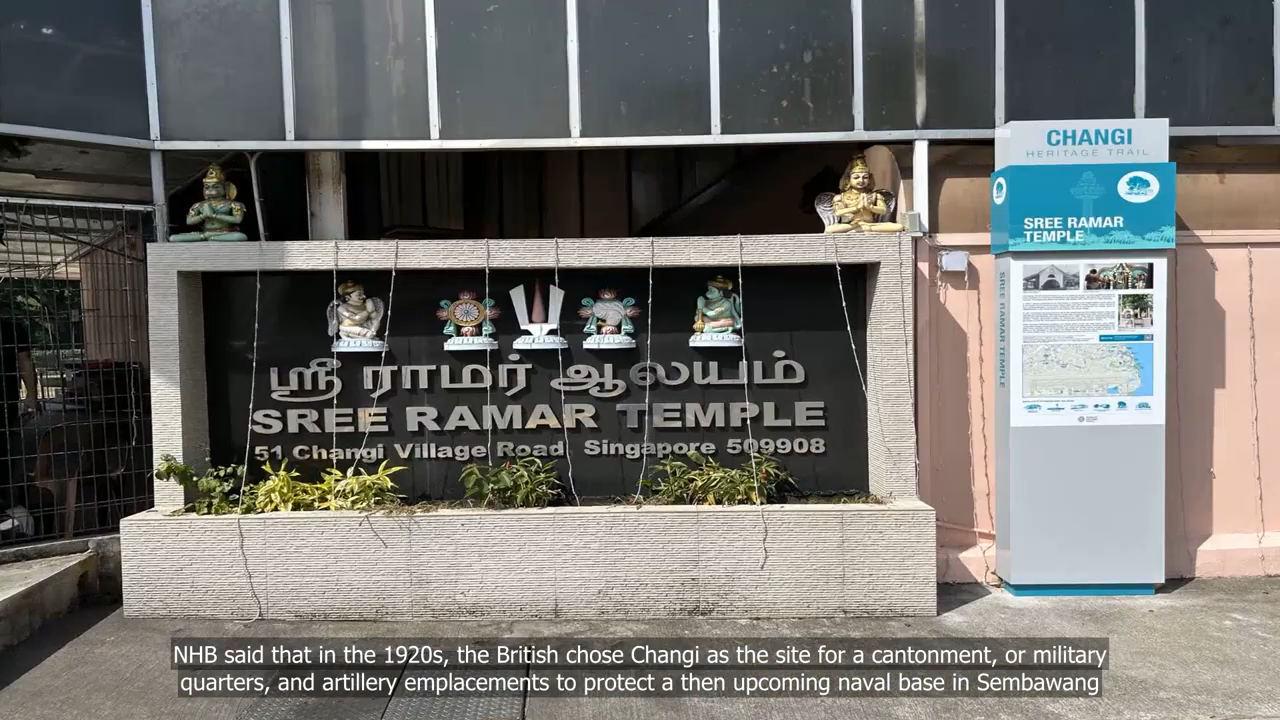 CHANGI
HERITAGE TRAIL
SREE RAMAR
TEMPLE
SREE RAMAR TEMPLE
ஸ்ரீ ராமர் ஆலயம்
SREE RAMAR TEMPLE
51 Changi Village Road Singapore 509908
NHB said that in the 1920s, the British chose Changi as the site for a cantonment, or military
quarters, and artillery emplacements to protect a then upcoming naval base in Sembawang